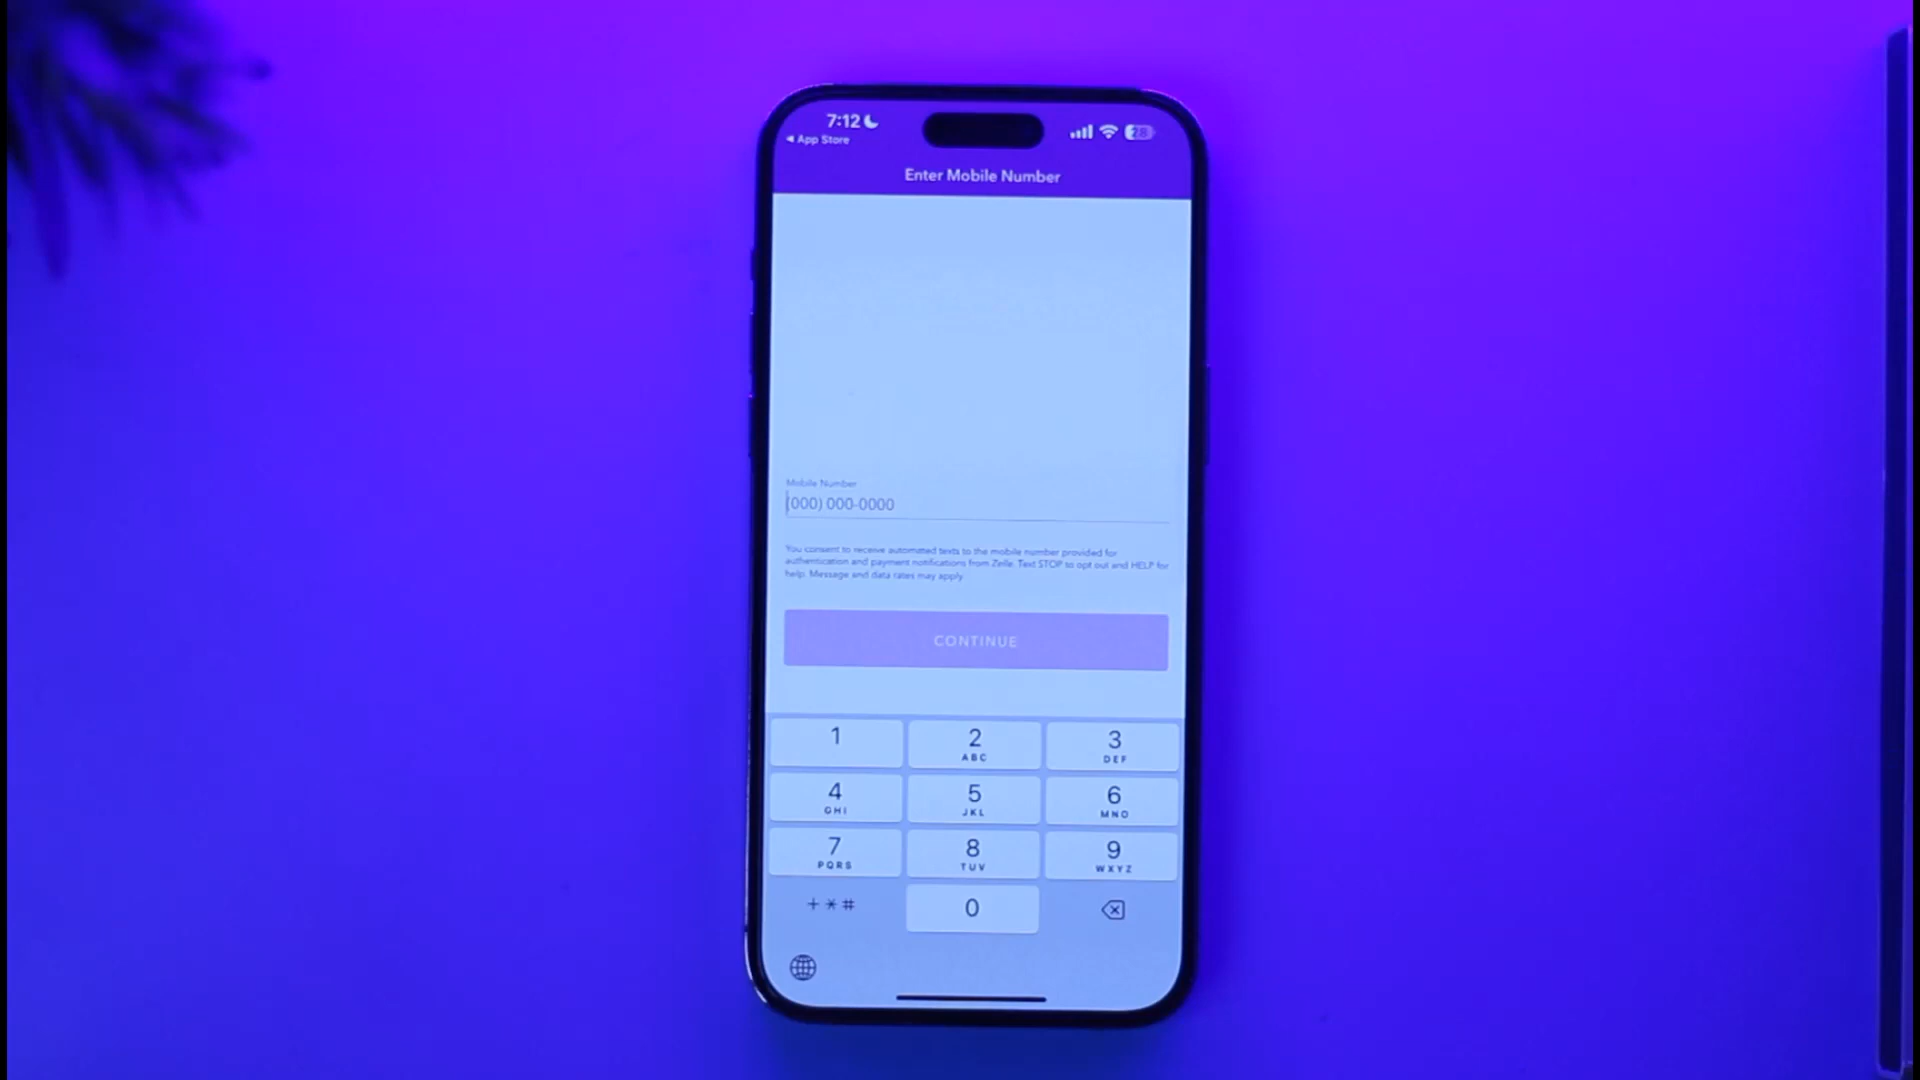 7:12
28
◀ App Store
Enter Mobile Number
Mobile Number
(000) 000-0000
You consent to receive automated texts to the mobile number provided for
authentication and payment notifications from Zelle. Text STOP to opt out and HELP for
help. Message and data rates may apply.
CONTINUE
1
2
ABC
3
DEF
4
GHI
5
JKL
6
MNO
7
PQRS
8
TUV
9
WXYZ
+*#
0